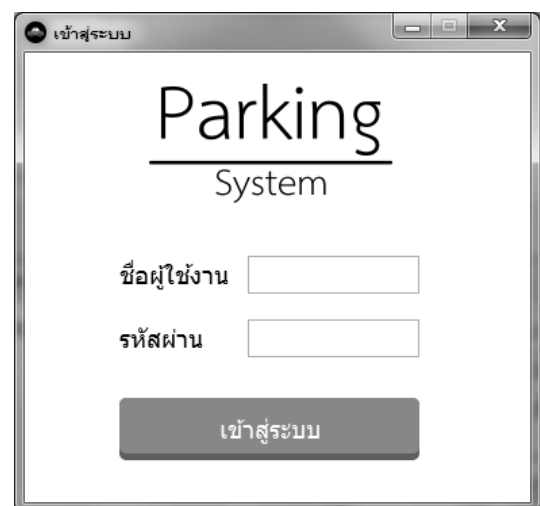 เข้าสู่ระบบ
Parking
System
ชื่อผู้ใช้งาน
รหัสผ่าน
เข้าสู่ระบบ